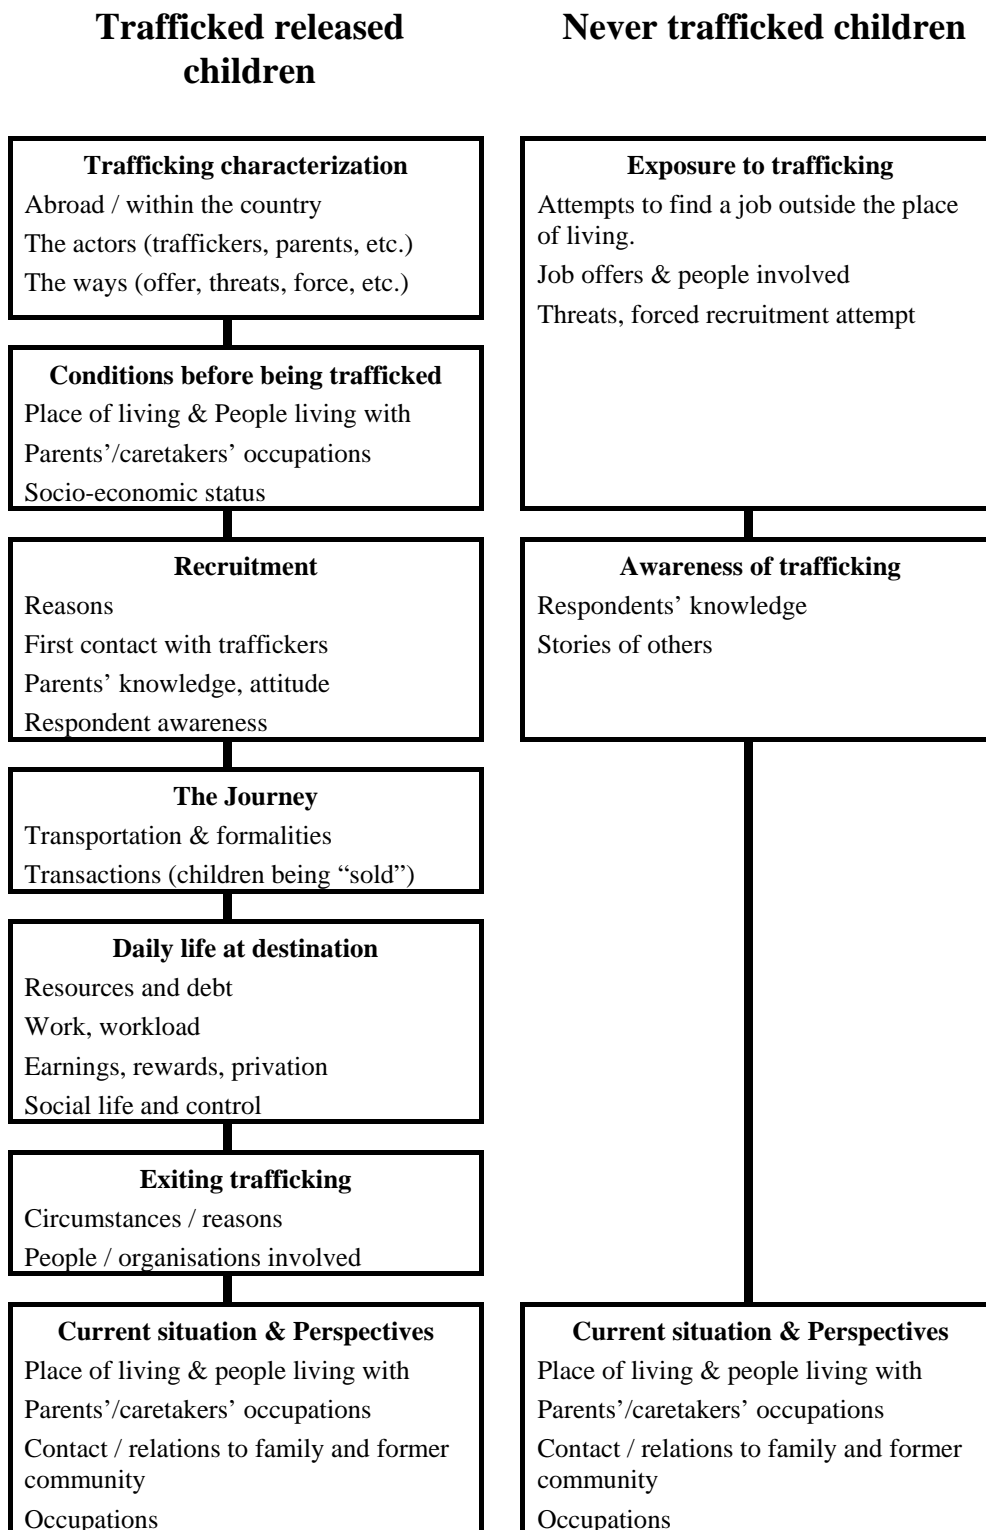 Trafficked released
children
Trafficking characterization
Abroad / within the country
The actors (traffickers, parents, etc.)
The ways (offer, threats, force, etc.)
Conditions before being trafficked
Place of living & People living with
Parents’/caretakers’ occupations
Socio-economic status
Recruitment
Reasons
First contact with traffickers
Parents’ knowledge, attitude
Respondent awareness
The Journey
Transportation & formalities
Transactions (children being “sold”)
Daily life at destination
Resources and debt
Work, workload
Earnings, rewards, privation
Social life and control
Exiting trafficking
Circumstances / reasons
People / organisations involved
Current situation & Perspectives
Place of living & people living with
Parents’/caretakers’ occupations
Contact / relations to family and former
community
Occupations
Never trafficked children
Exposure to trafficking
Attempts to find a job outside the place
of living.
Job offers & people involved
Threats, forced recruitment attempt
Awareness of trafficking
Respondents’ knowledge
Stories of others
Current situation & Perspectives
Place of living & people living with
Parents’/caretakers’ occupations
Contact / relations to family and former
community
Occupations